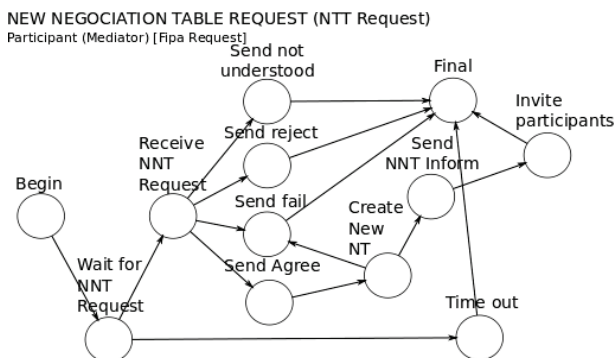 NEW NEGOCIATION TABLE REQUEST (NTT Request)
Participant (Mediator) [Fipa Request]
Send not
understood
Final
Invite
participants
Receive
NNT
Request
Send reject
Send
NNT Inform
Begin
Send fail
Create
New
NT
Wait for
NNT
Request
Send Agree
Time out